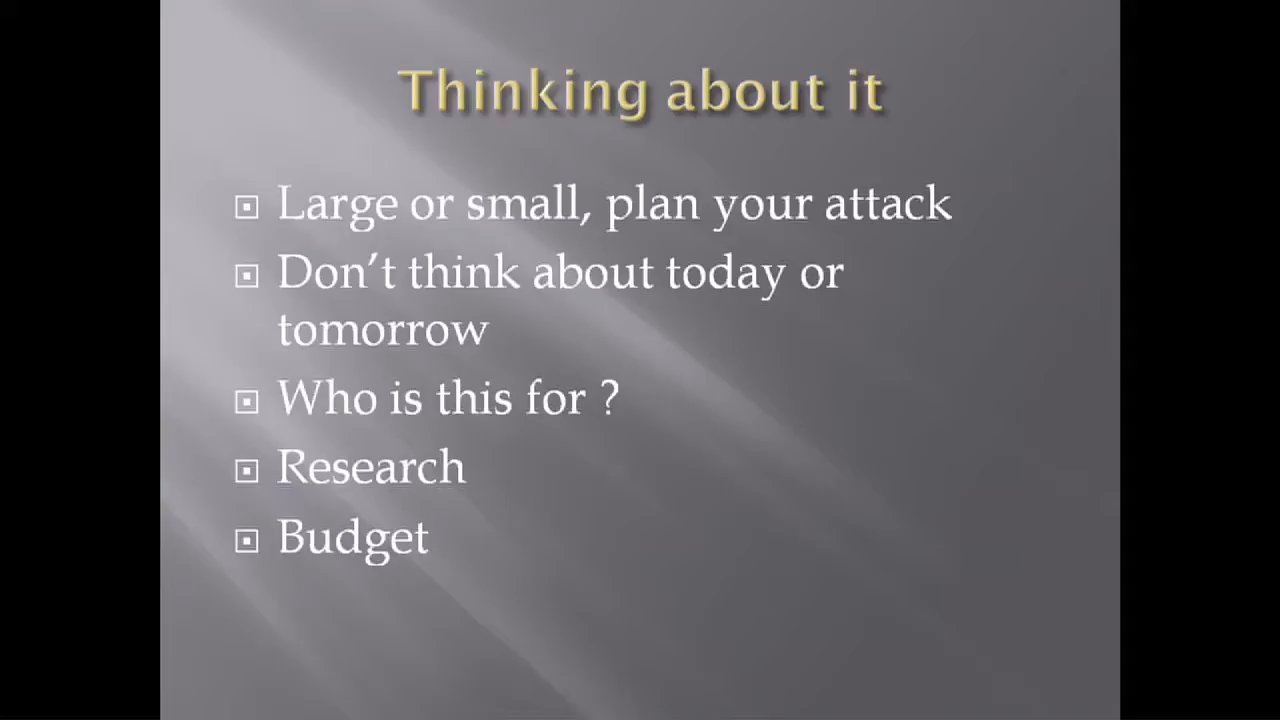 Thinking about it
Large or small, plan your attack
Don’t think about today or
tomorrow
Who is this for ?
Research
Budget